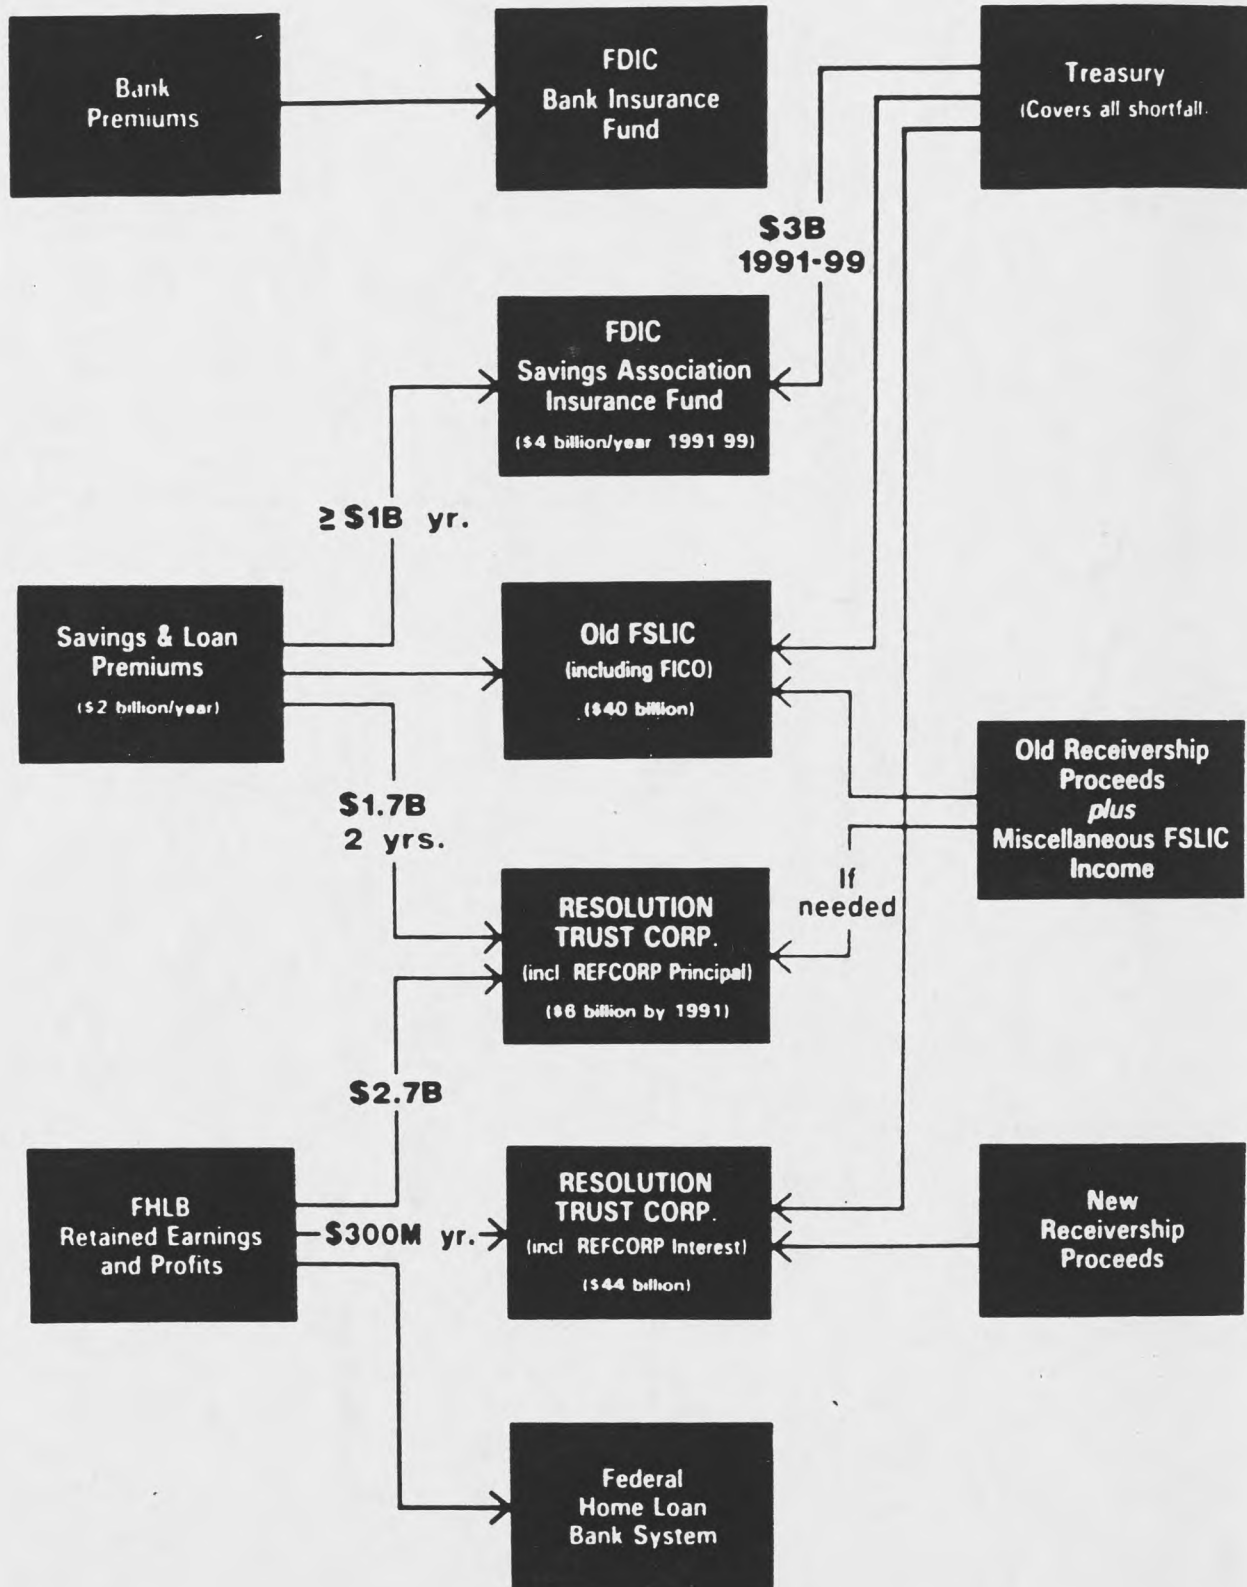 Bank
Premiums
FDIC
Bank Insurance
Fund
Treasury
(Covers all shortfall.
$3B
1991-99
FDIC
Savings Association
Insurance Fund
($4 billion/year 1991 99)
≥ $1B yr.
Savings & Loan
Premiums
($2 billion/year)
Old FSLIC
(including FICO)
($40 billion)
Old Receivership
Proceeds
plus
Miscellaneous FSLIC
Income
$1.7B
2 yrs.
If
needed
RESOLUTION
TRUST CORP.
(incl REFCORP Principal)
($6 billion by 1991)
$2.7B
FHLB
Retained Earnings
and Profits
$300M yr.
RESOLUTION
TRUST CORP.
(incl REFCORP Interest)
($44 billion)
New
Receivership
Proceeds
Federal
Home Loan
Bank System